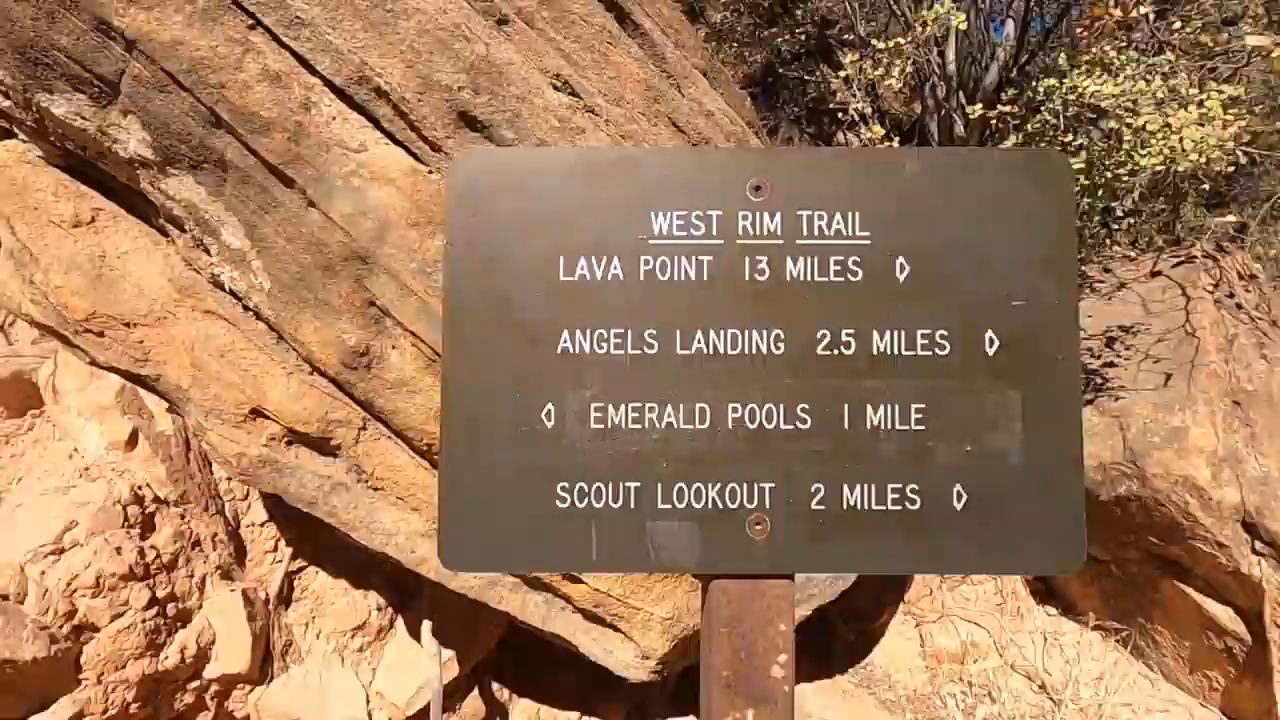 WEST RIM TRAIL
LAVA POINT 13 MILES
ANGELS LANDING 2.5 MILES
EMERALD POOLS 1 MILE
SCOUT LOOKOUT 2 MILES